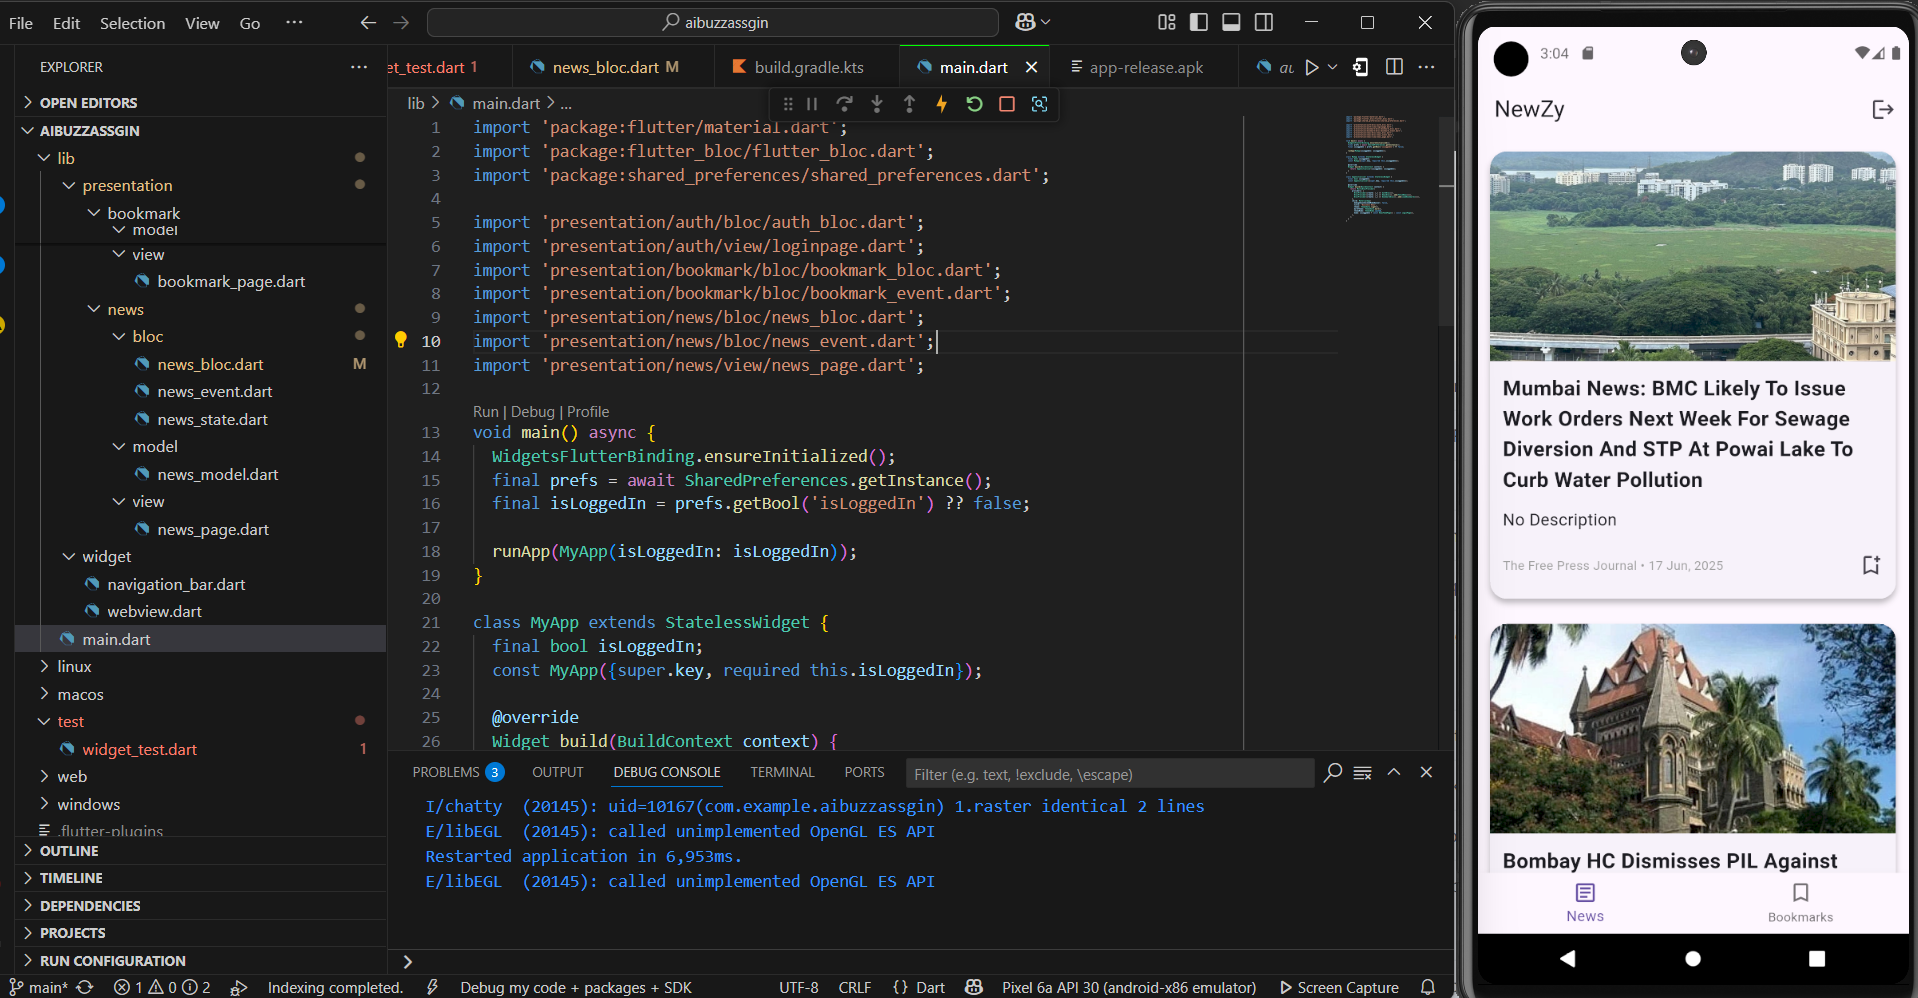 File Edit Selection View Go ··· aibuzzassgin
EXPLORER ···
OPEN EDITORS
AIBUZZASSGIN
lib
presentation
bookmark
model
view
bookmark_page.dart
news
bloc
news_bloc.dart M
news_event.dart
news_state.dart
model
news_model.dart
view
news_page.dart
widget
navigation_bar.dart
webview.dart
main.dart
linux
macos
test
widget_test.dart 1
web
windows
.flutter-plugins
OUTLINE
TIMELINE
DEPENDENCIES
PROJECTS
RUN CONFIGURATION
et_test.dart 1 news_bloc.dart M build.gradle.kts main.dart app-release.apk au ···
lib > main.dart > ...
1 import 'package:flutter/material.dart';
2 import 'package:flutter_bloc/flutter_bloc.dart';
3 import 'package:shared_preferences/shared_preferences.dart';
4
5 import 'presentation/auth/bloc/auth_bloc.dart';
6 import 'presentation/auth/view/loginpage.dart';
7 import 'presentation/bookmark/bloc/bookmark_bloc.dart';
8 import 'presentation/bookmark/bloc/bookmark_event.dart';
9 import 'presentation/news/bloc/news_bloc.dart';
10 import 'presentation/news/bloc/news_event.dart';
11 import 'presentation/news/view/news_page.dart';
12
Run | Debug | Profile
13 void main() async {
14 WidgetsFlutterBinding.ensureInitialized();
15 final prefs = await SharedPreferences.getInstance();
16 final isLoggedIn = prefs.getBool('isLoggedIn') ?? false;
17
18 runApp(MyApp(isLoggedIn: isLoggedIn));
19 }
20
21 class MyApp extends StatelessWidget {
22 final bool isLoggedIn;
23 const MyApp({super.key, required this.isLoggedIn});
24
25 @override
26 Widget build(BuildContext context) {
PROBLEMS 3 OUTPUT DEBUG CONSOLE TERMINAL PORTS Filter (e.g. text, !exclude, \escape)
I/chatty (20145): uid=10167(com.example.aibuzzassgin) 1.raster identical 2 lines
E/libEGL (20145): called unimplemented OpenGL ES API
Restarted application in 6,953ms.
E/libEGL (20145): called unimplemented OpenGL ES API
>
main* 1 0 2 Indexing completed. Debug my code + packages + SDK UTF-8 CRLF {} Dart Pixel 6a API 30 (android-x86 emulator) Screen Capture
3:04
NewZy
Mumbai News: BMC Likely To Issue
Work Orders Next Week For Sewage
Diversion And STP At Powai Lake To
Curb Water Pollution
No Description
The Free Press Journal • 17 Jun, 2025
Bombay HC Dismisses PIL Against
News Bookmarks